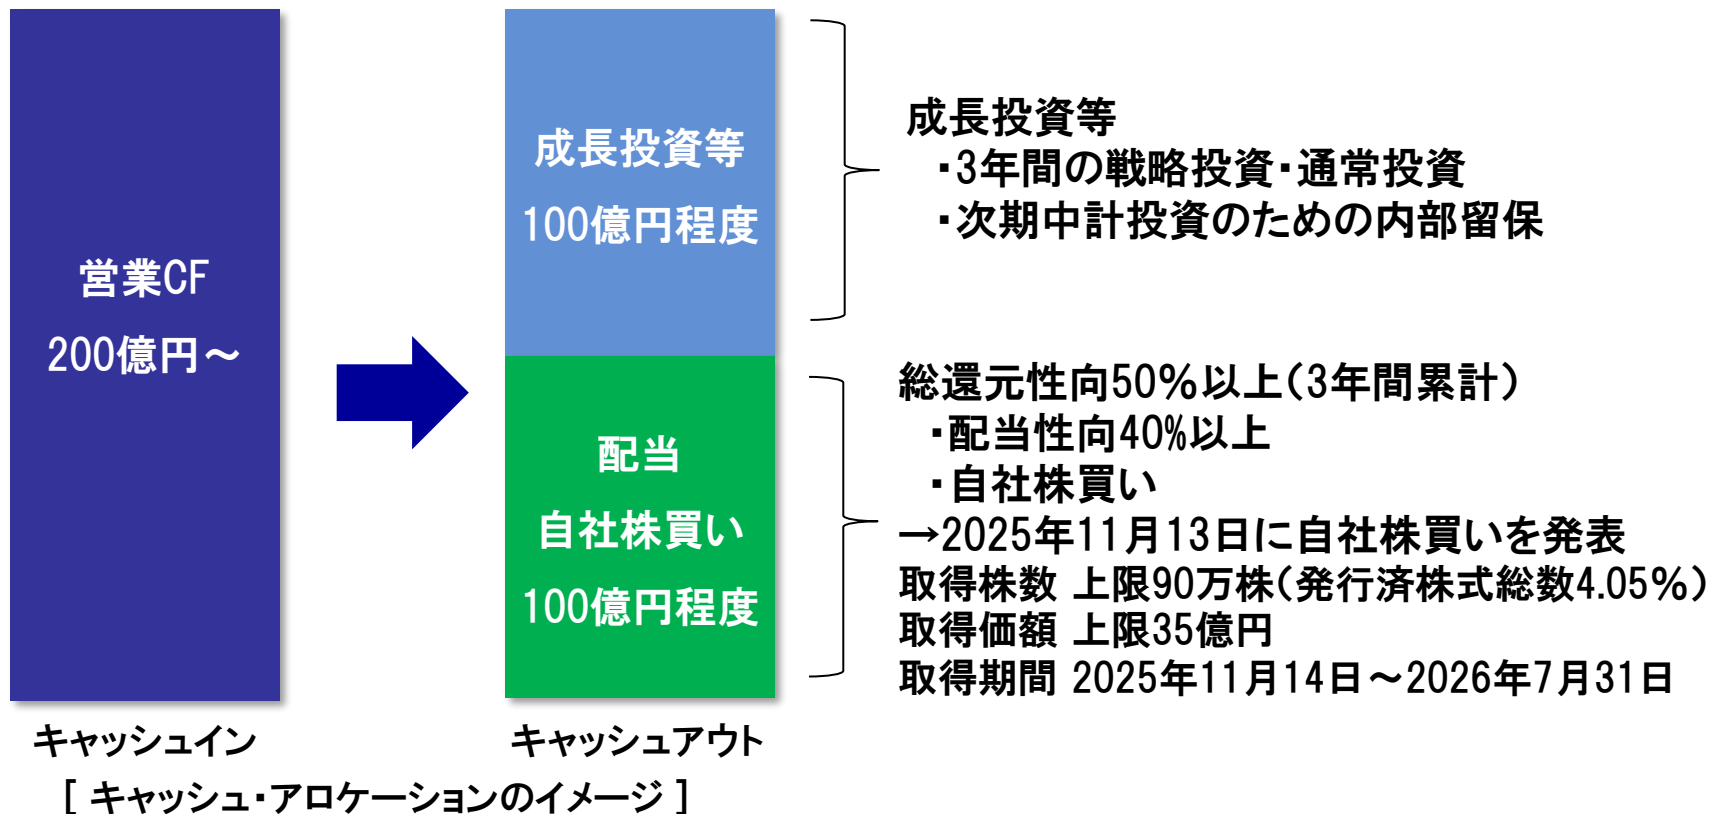 営業CF
200億円～
キャッシュイン
成長投資等
100億円程度
配当
自社株買い
100億円程度
キャッシュアウト
[ キャッシュ・アロケーションのイメージ ]
成長投資等
・3年間の戦略投資・通常投資
・次期中計投資のための内部留保
総還元性向50％以上（3年間累計）
・配当性向40%以上
・自社株買い
→2025年11月13日に自社株買いを発表
取得株数 上限90万株（発行済株式総数4.05％）
取得価額 上限35億円
取得期間 2025年11月14日～2026年7月31日